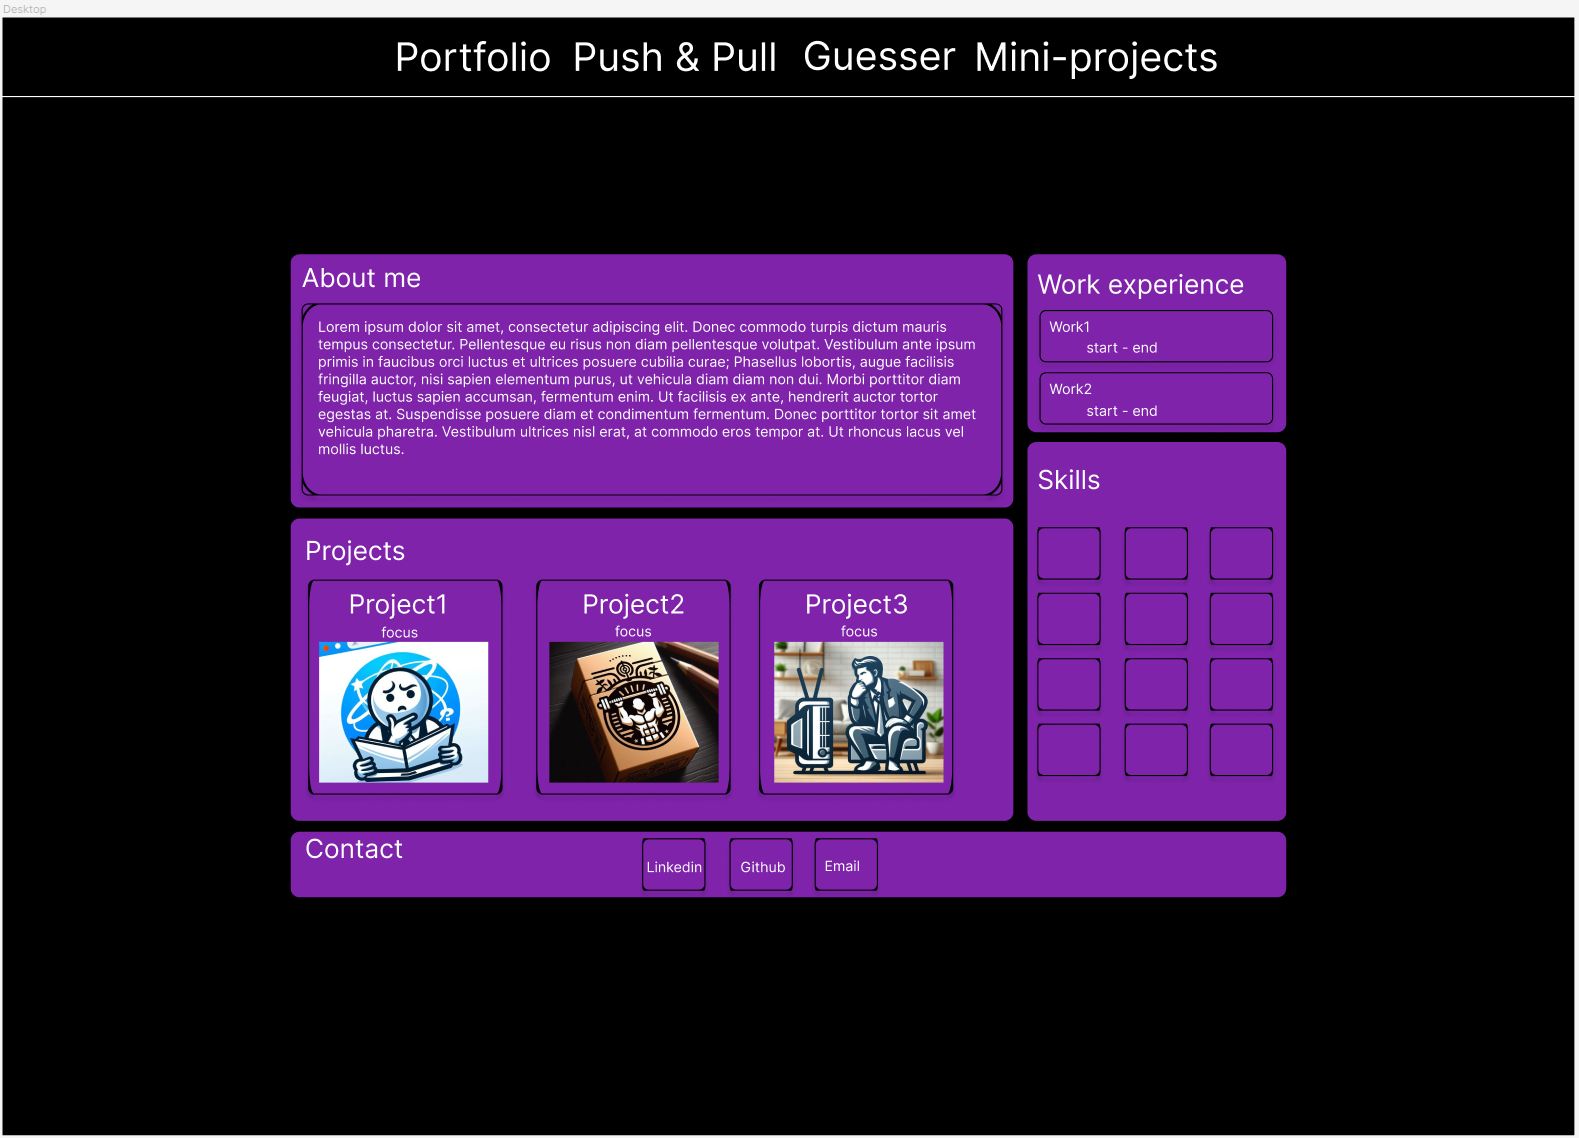 Desktop
Portfolio Push & Pull Guesser Mini-projects
About me
Lorem ipsum dolor sit amet, consectetur adipiscing elit. Donec commodo turpis dictum mauris
tempus consectetur. Pellentesque eu risus non diam pellentesque volutpat. Vestibulum ante ipsum
primis in faucibus orci luctus et ultrices posuere cubilia curae; Phasellus lobortis, augue facilisis
fringilla auctor, nisi sapien elementum purus, ut vehicula diam diam non dui. Morbi porttitor diam
feugiat, luctus sapien accumsan, fermentum enim. Ut facilisis ex ante, hendrerit auctor tortor
egestas at. Suspendisse posuere diam et condimentum fermentum. Donec porttitor tortor sit amet
vehicula pharetra. Vestibulum ultrices nisl erat, at commodo eros tempor at. Ut rhoncus lacus vel
mollis luctus.
Work experience
Work1
start - end
Work2
start - end
Skills
Projects
Project1
focus
?
Project2
focus
Project3
focus
Contact
Linkedin
Github
Email